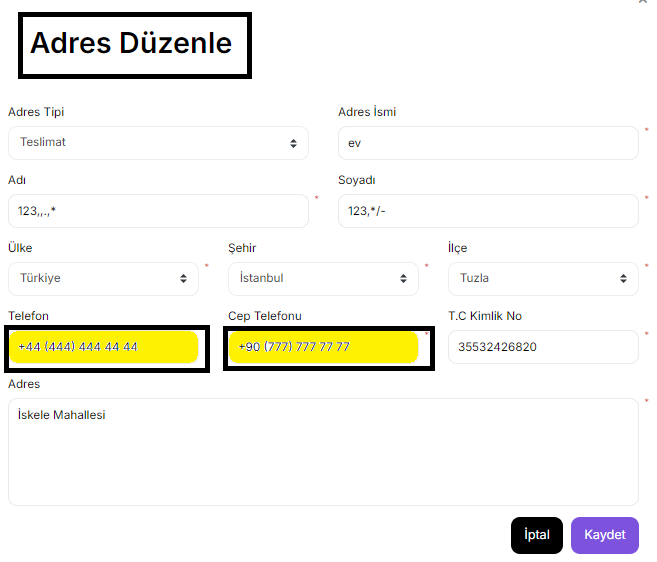 Adres Düzenle
Adres Tipi
Adres İsmi
Teslimat
ev
*
Adı
Soyadı
123,,.,*
*
123,*/-
*
Ülke
Şehir
İlçe
Türkiye
*
İstanbul
*
Tuzla
*
Telefon
Cep Telefonu
T.C Kimlik No
+44 (444) 444 44 44
+90 (777) 777 77 77
*
35532426820
*
Adres
İskele Mahallesi
*
İptal
Kaydet